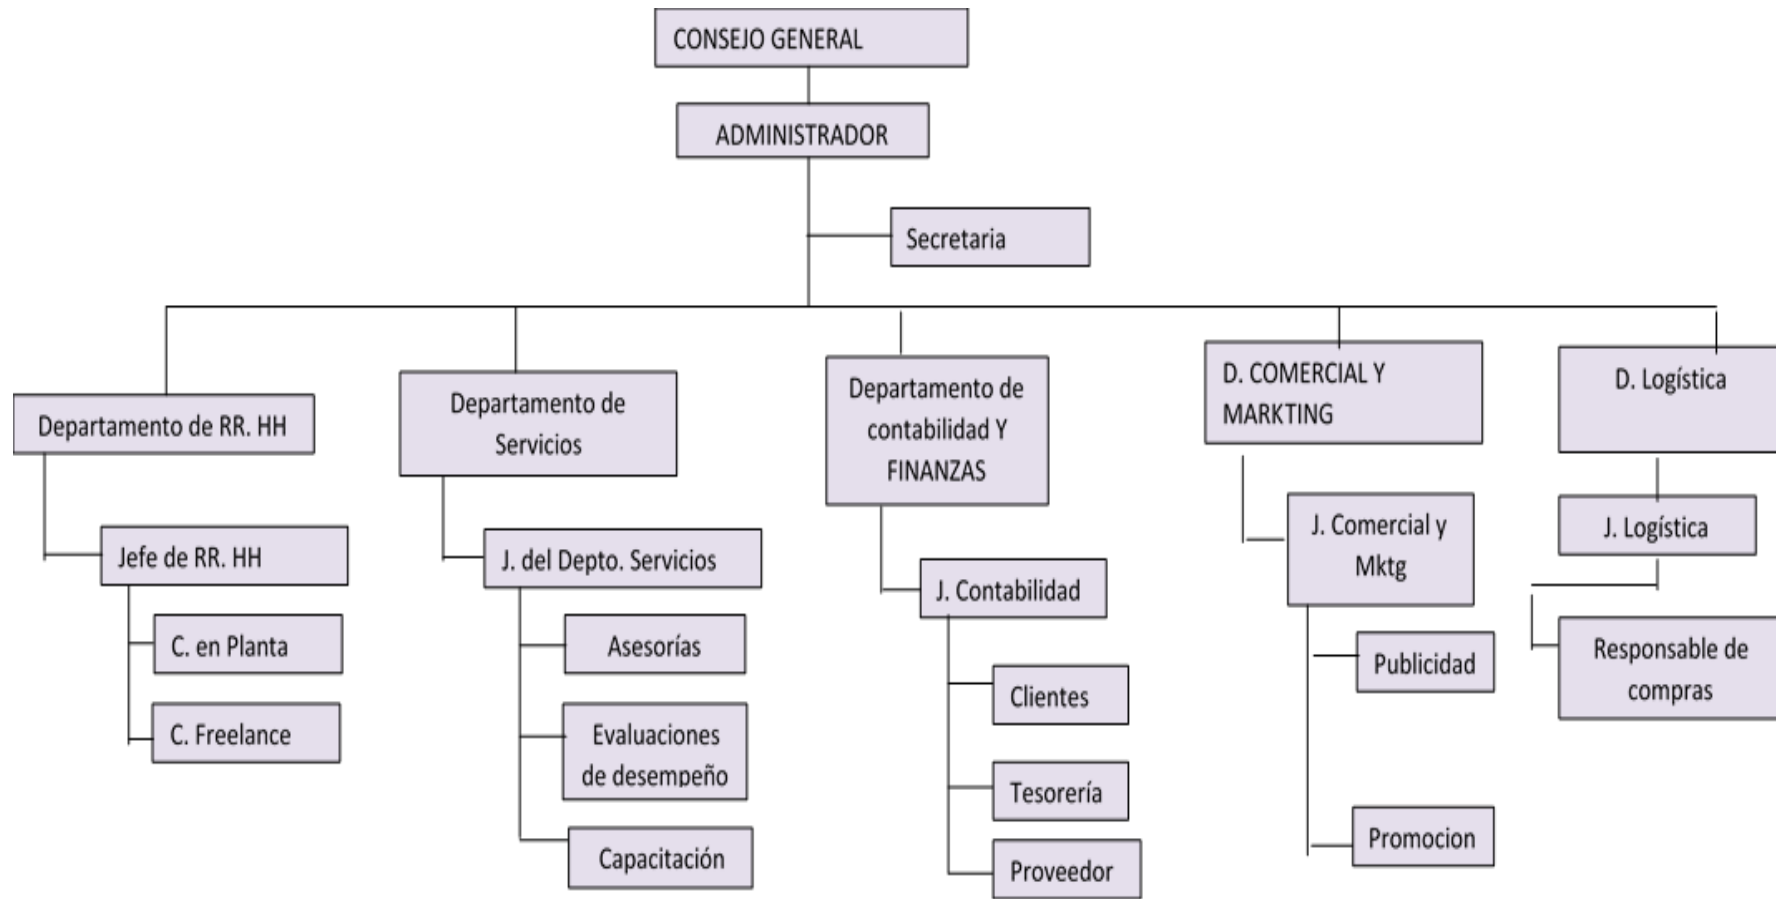 CONSEJO GENERAL
ADMINISTRADOR
Secretaria
Departamento de RR. HH
Jefe de RR. HH
C. en Planta
C. Freelance
Departamento de
Servicios
J. del Depto. Servicios
Asesorías
Evaluaciones
de desempeño
Capacitación
Departamento de
contabilidad Y
FINANZAS
J. Contabilidad
Clientes
Tesorería
Proveedor
D. COMERCIAL Y
MARKTING
J. Comercial y
Mktg
Publicidad
Promocion
D. Logística
J. Logística
Responsable de
compras